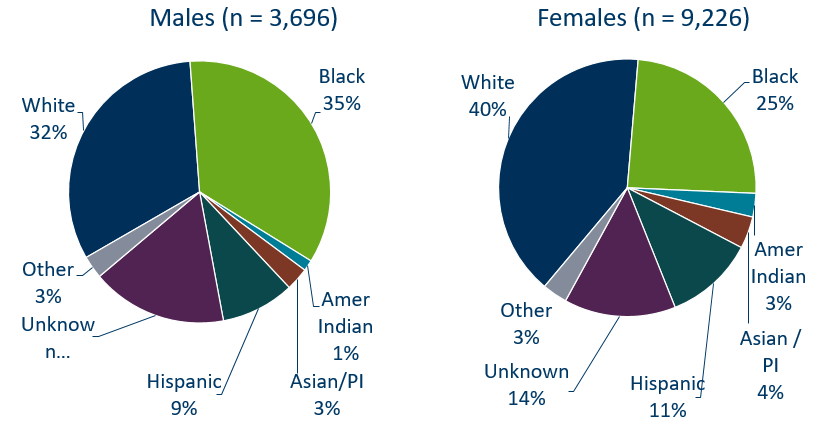 Males (n = 3,696)
Black
35%
White
32%
Other
3%
Unknow
n...
Hispanic
9%
Asian/PI
3%
Amer
Indian
1%
Females (n = 9,226)
White
40%
Black
25%
Amer
Indian
3%
Asian /
PI
4%
Hispanic
11%
Unknown
14%
Other
3%